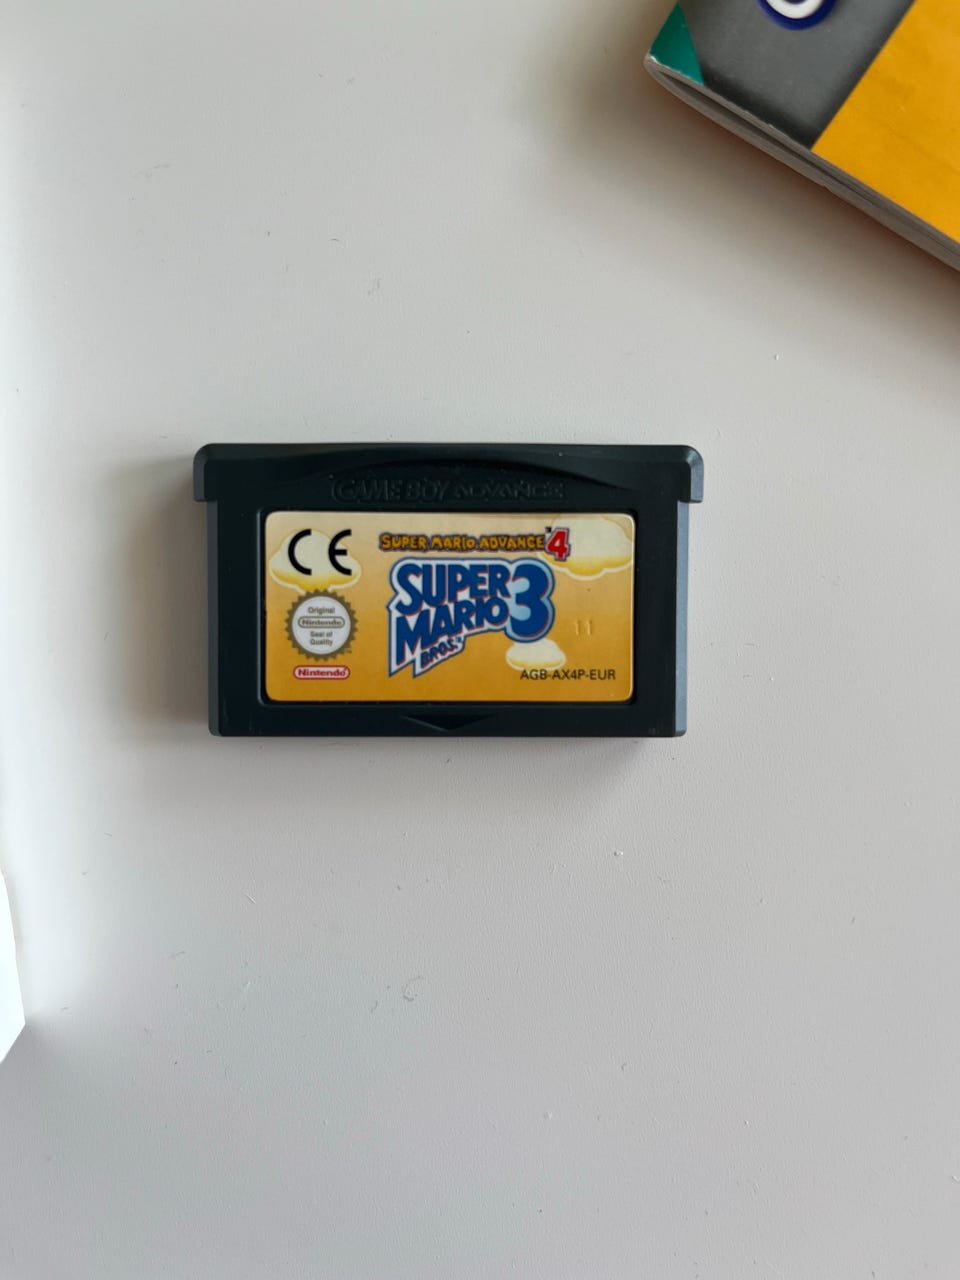 GAME BOY ADVANCE
CE
SUPER MARIO ADVANCE 4
SUPER
MARIO 3
BROS.
Original
Nintendo
Seal of
Quality
11
Nintendo
AGB-AX4P-EUR